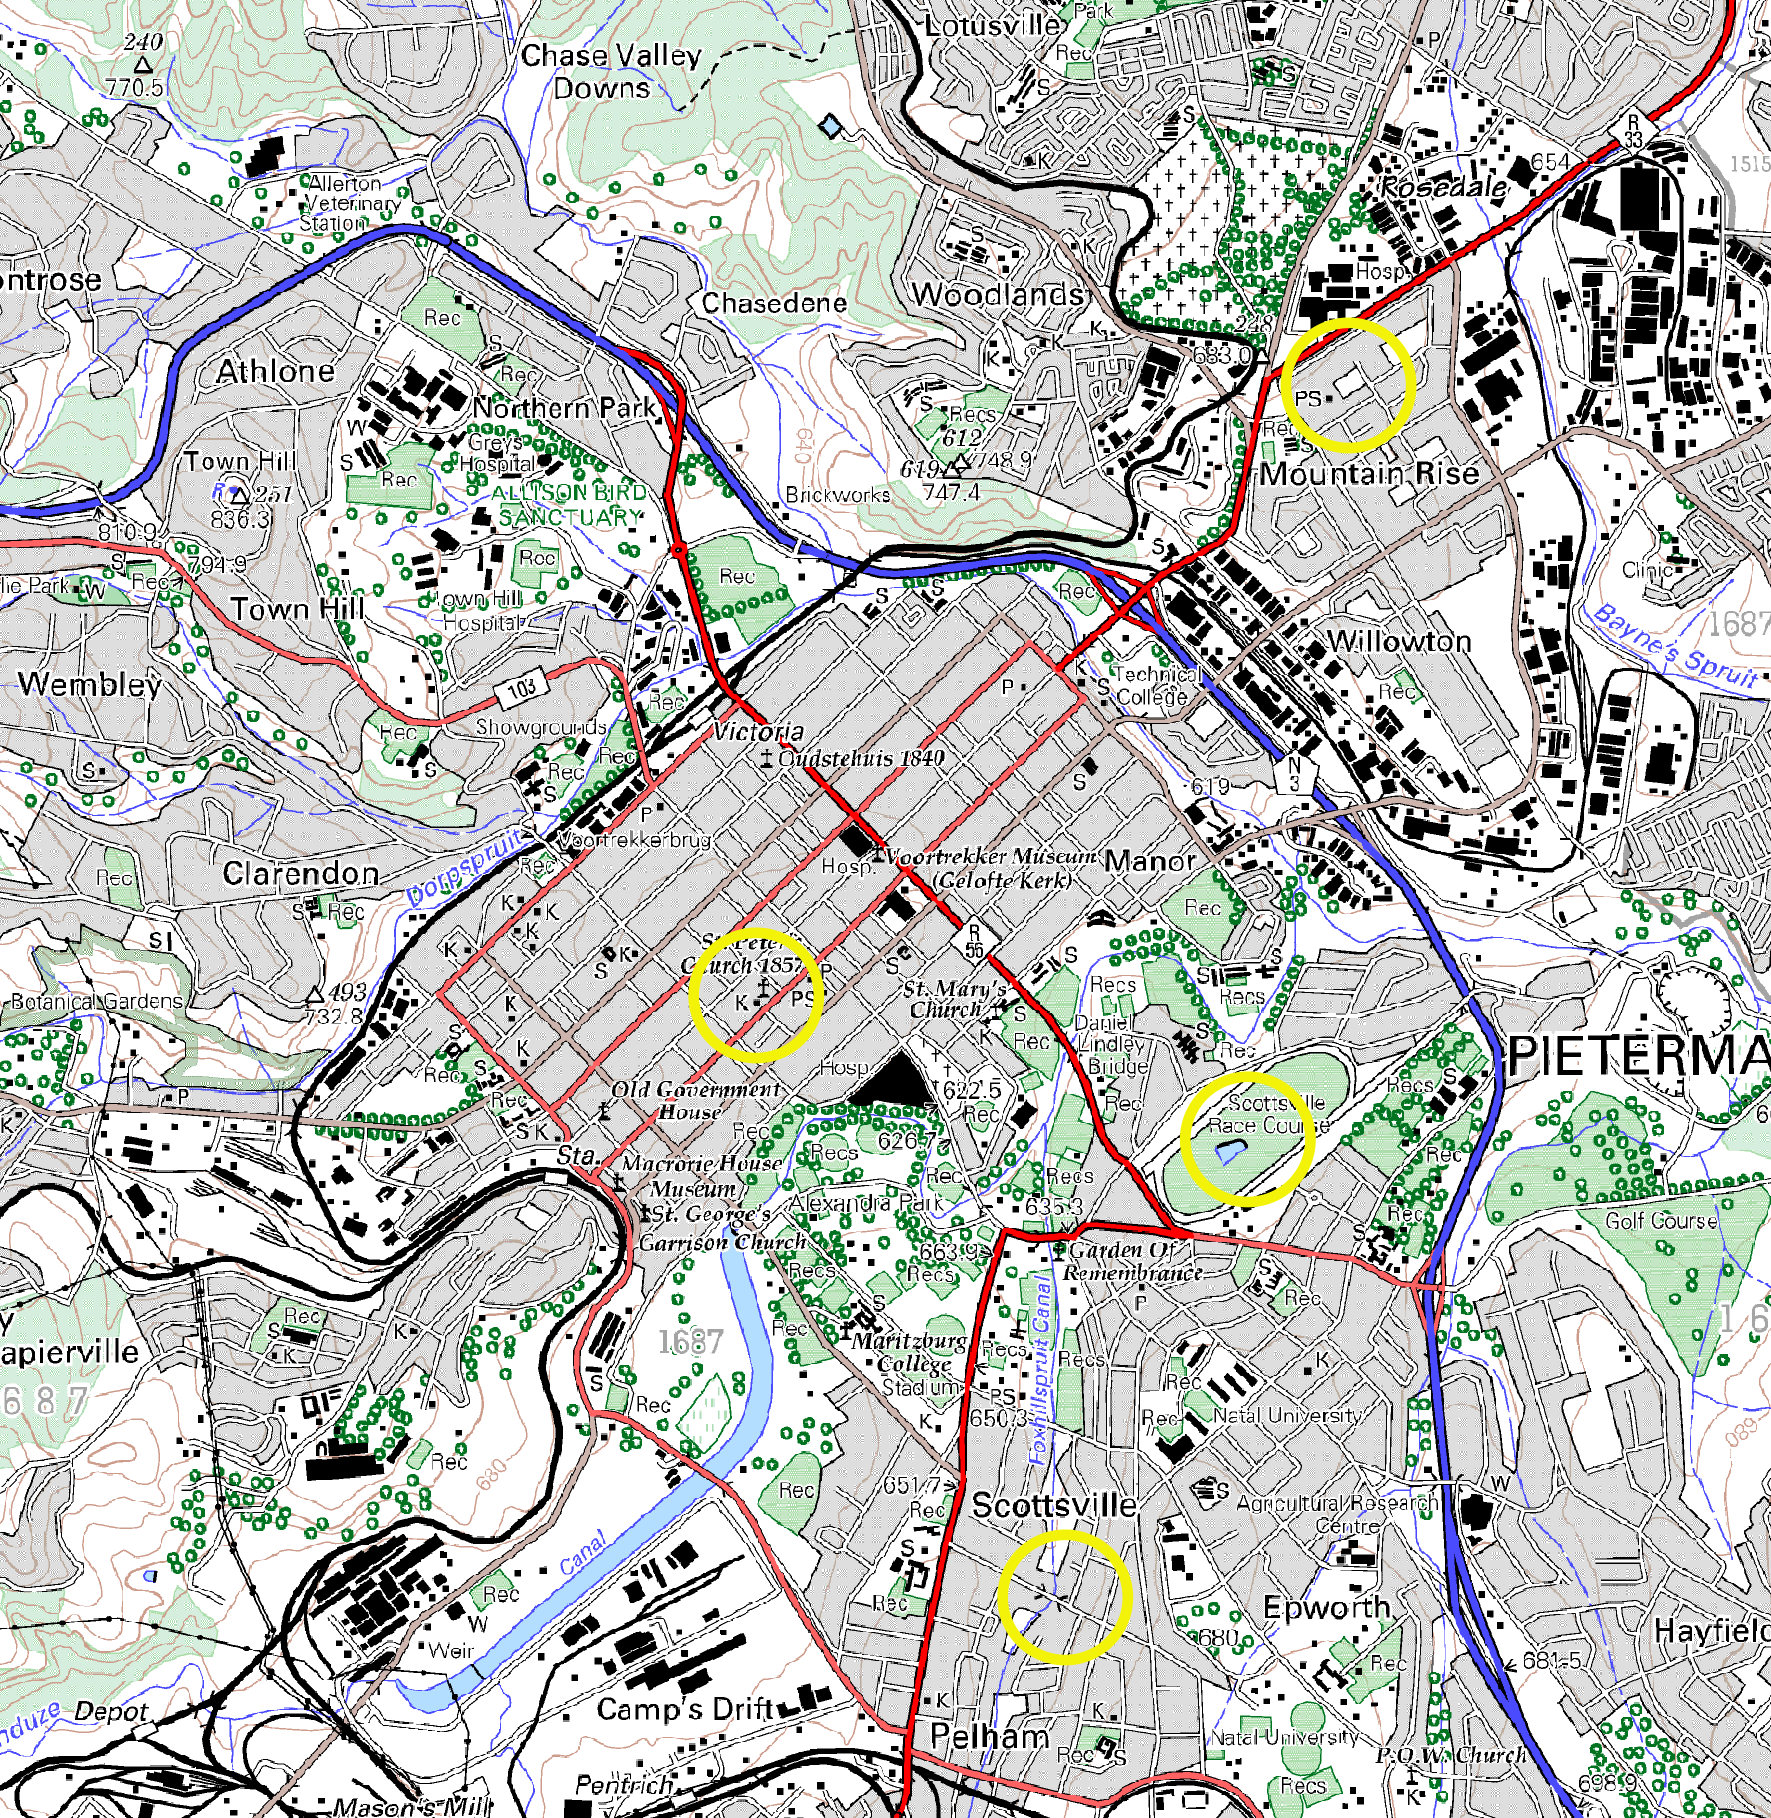 Lotusville
Park
P
240
770.5
Chase Valley
Downs
Rec
S
S
S
R
33
654
1515
K
Rosedale
Allerton
Veterinary
Station
S
K
Hosp.
ontrose
Rec
Chasedene
Woodlands
248
683.0
K
K
K
Athlone
S
Rec
Northern Park
S
Recs
612
619
748.9
747.4
640
PS
Rec
S
Mountain Rise
W
S
Greys
Hospital
Rec
Town Hill
R
251
836.3
ALLISON BIRD
SANCTUARY
Brickworks
810.9
794.9
S
Rec
lie Park
W
Rec
Rec
S
S
S
Rec
Clinic
Town Hill
Town Hill
Hospital
Bayne's Spruit
1687
Willowton
Wembley
103
Rec
K
S
Technical
College
P
Rec
Showgrounds
Rec
S
Victoria
Oudstehuis 1840
Rec
Rec
S
S
N
3
619
S
P
Voortrekkerbrug
Dorpspruit
Rec
Hosp.
Voortrekker Museum
(Gelofte Kerk)
Manor
Clarendon
Rec
S
Rec
K
K
K
Rec
S
R
56
St. Peter's
Church 1857
K
S
P
S
S
S
S
Recs
Recs
Botanical Gardens
493
732.8
K
K
PS
St. Mary's
Church
S
K
Rec
Daniel
Lindley
Bridge
Rec
PIETERMA
S
K
Rec
S
Hosp.
622.5
Rec
Rec
Scottsville
Race Course
Recs
S
P
K
Rec
S
K
Old Government
House
Rec
Recs
626.7
7
Rec
Recs
Rec
Sta.
Macrorie House
Museum
St. George's
Garrison Church
Alexandra Park
635.3
663.9
Garden Of
Remembrance
Recs
Recs
S
Rec
Golf Course
S
Rec
P
Rec
S
K
apierville
1687
Rec
S
Maritzburg
College
Stadium
Recs
Recs
Foxhillspruit Canal
K
16
1687
S
Rec
K
PS
650.3
Rec
Rec
Natal University
680
Rec
Rec
651.7
Rec
Scottsville
S
Agricultural Research
Centre
W
680
Canal
S
Rec
W
Weir
Rec
Epworth
680
Hayfield
Rec
681.5
nduze
Depot
Camp's Drift
K
Pelham
K
Rec
S
Natal University
P.O.W. Church
Recs
698.9
Pentrich
Mason's Mill